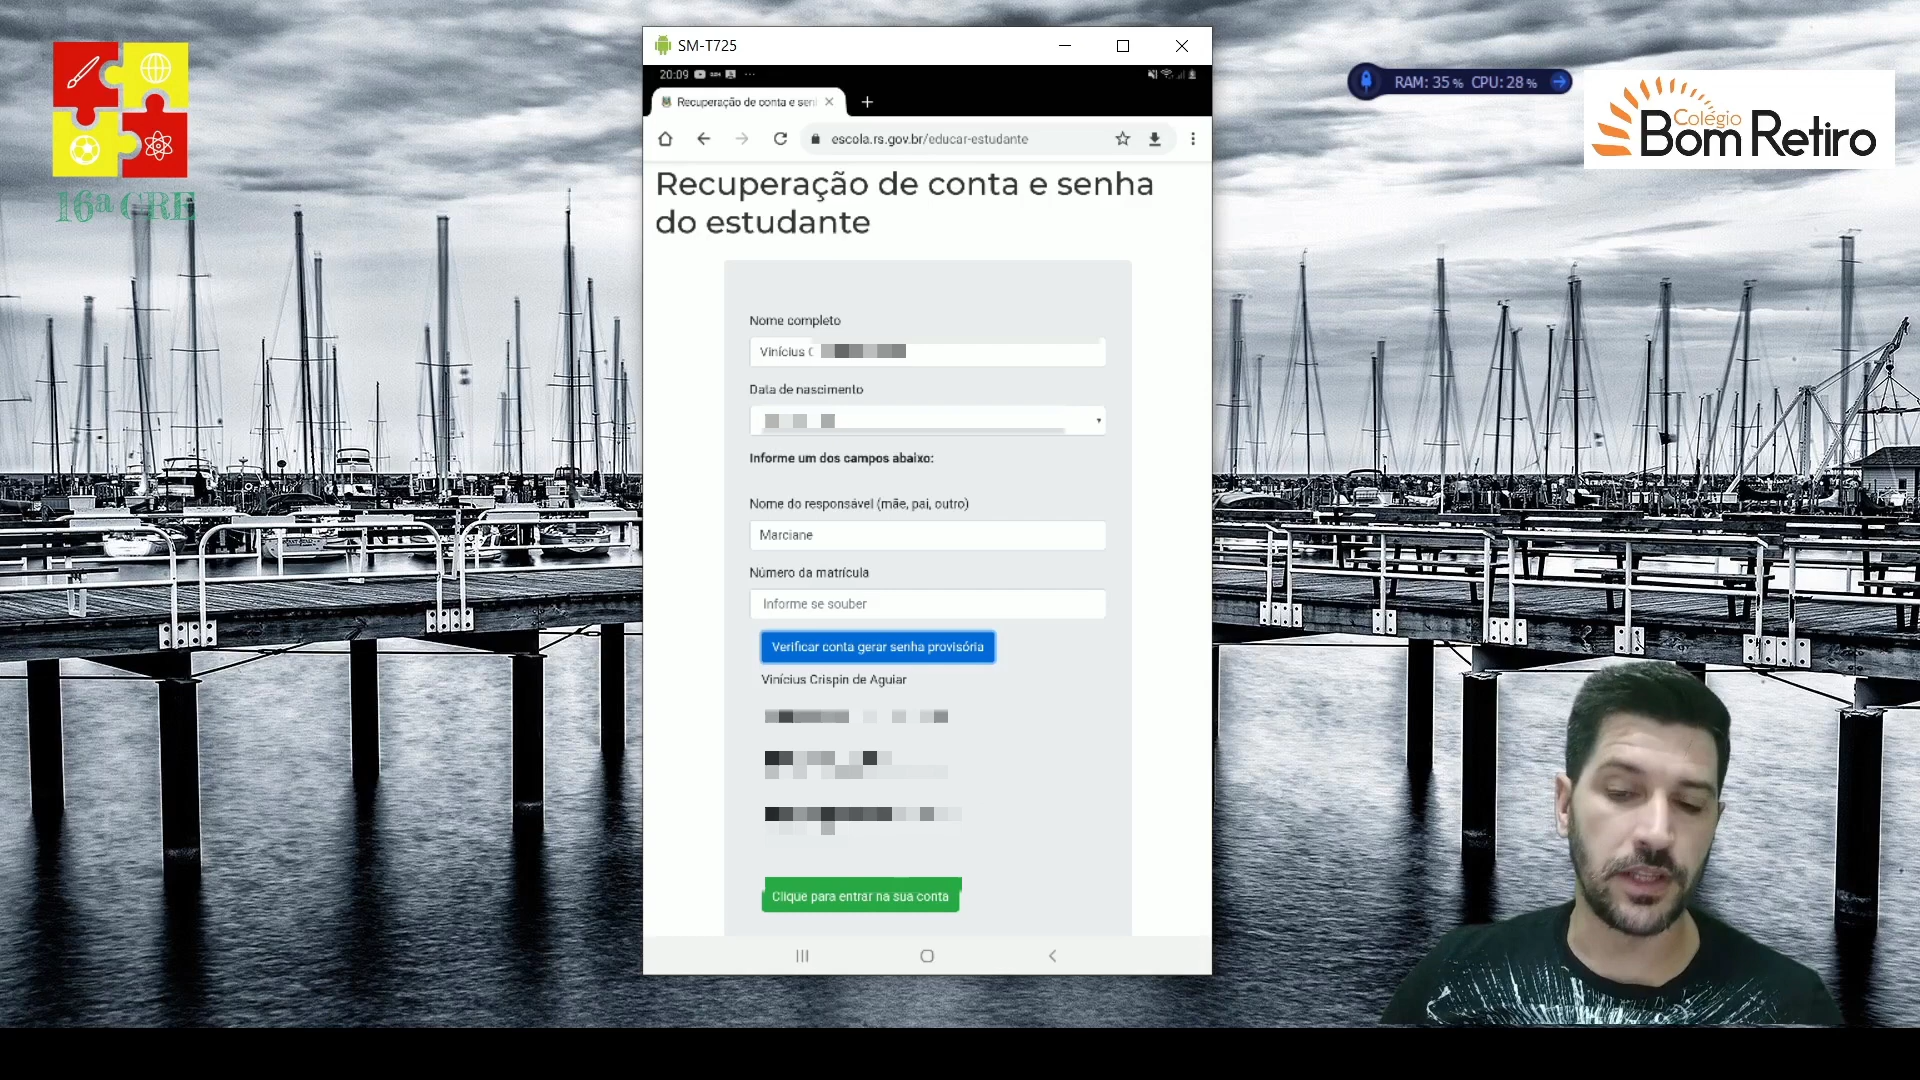 16ª CRE
SM-T725
RAM: 35 % CPU: 28 %
Colégio
Bom Retiro
20:09
Recuperação de conta e senh
escola.rs.gov.br/educar-estudante
Recuperação de conta e senha
do estudante
Nome completo
Vinícius C
Data de nascimento
Informe um dos campos abaixo:
Nome do responsável (mãe, pai, outro)
Marciane
Número da matrícula
Informe se souber
Verificar conta gerar senha provisória
Vinícius Crispin de Aguiar
Clique para entrar na sua conta